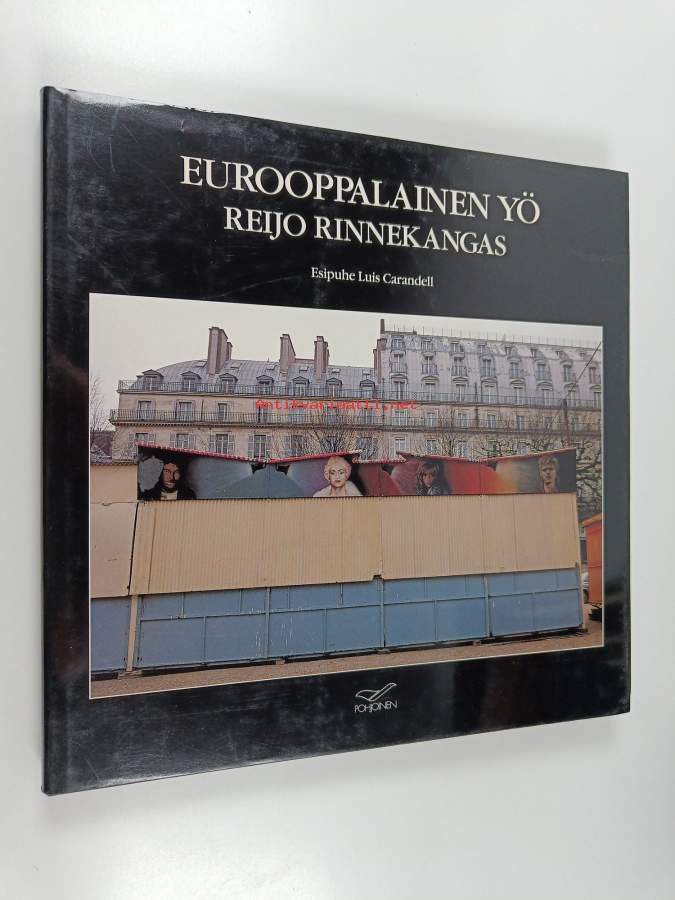 EUROOPPALAINEN YÖ
REIJO RINNEKANGAS
Esipuhe Luis Carandell
Antikvariaatti.net
POHJOINEN